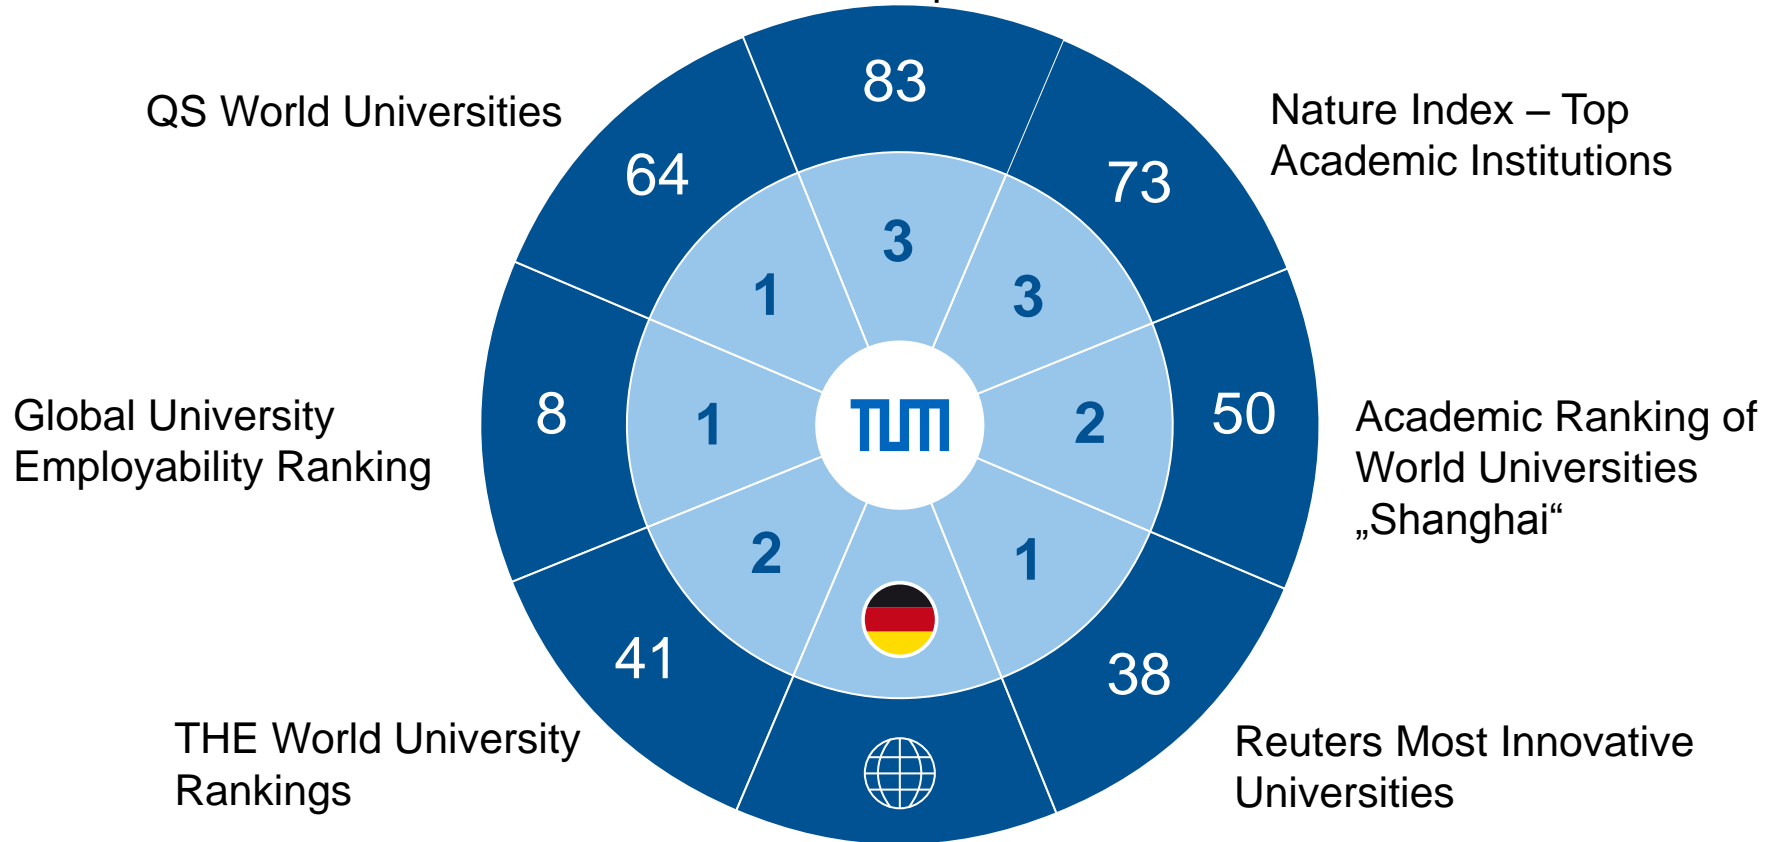 83
QS World Universities
Nature Index – Top
Academic Institutions
64
73
3
1
3
Global University
Employability Ranking
8
1
TUM
2
50
Academic Ranking of
World Universities
„Shanghai“
2
1
41
38
THE World University
Rankings
Reuters Most Innovative
Universities